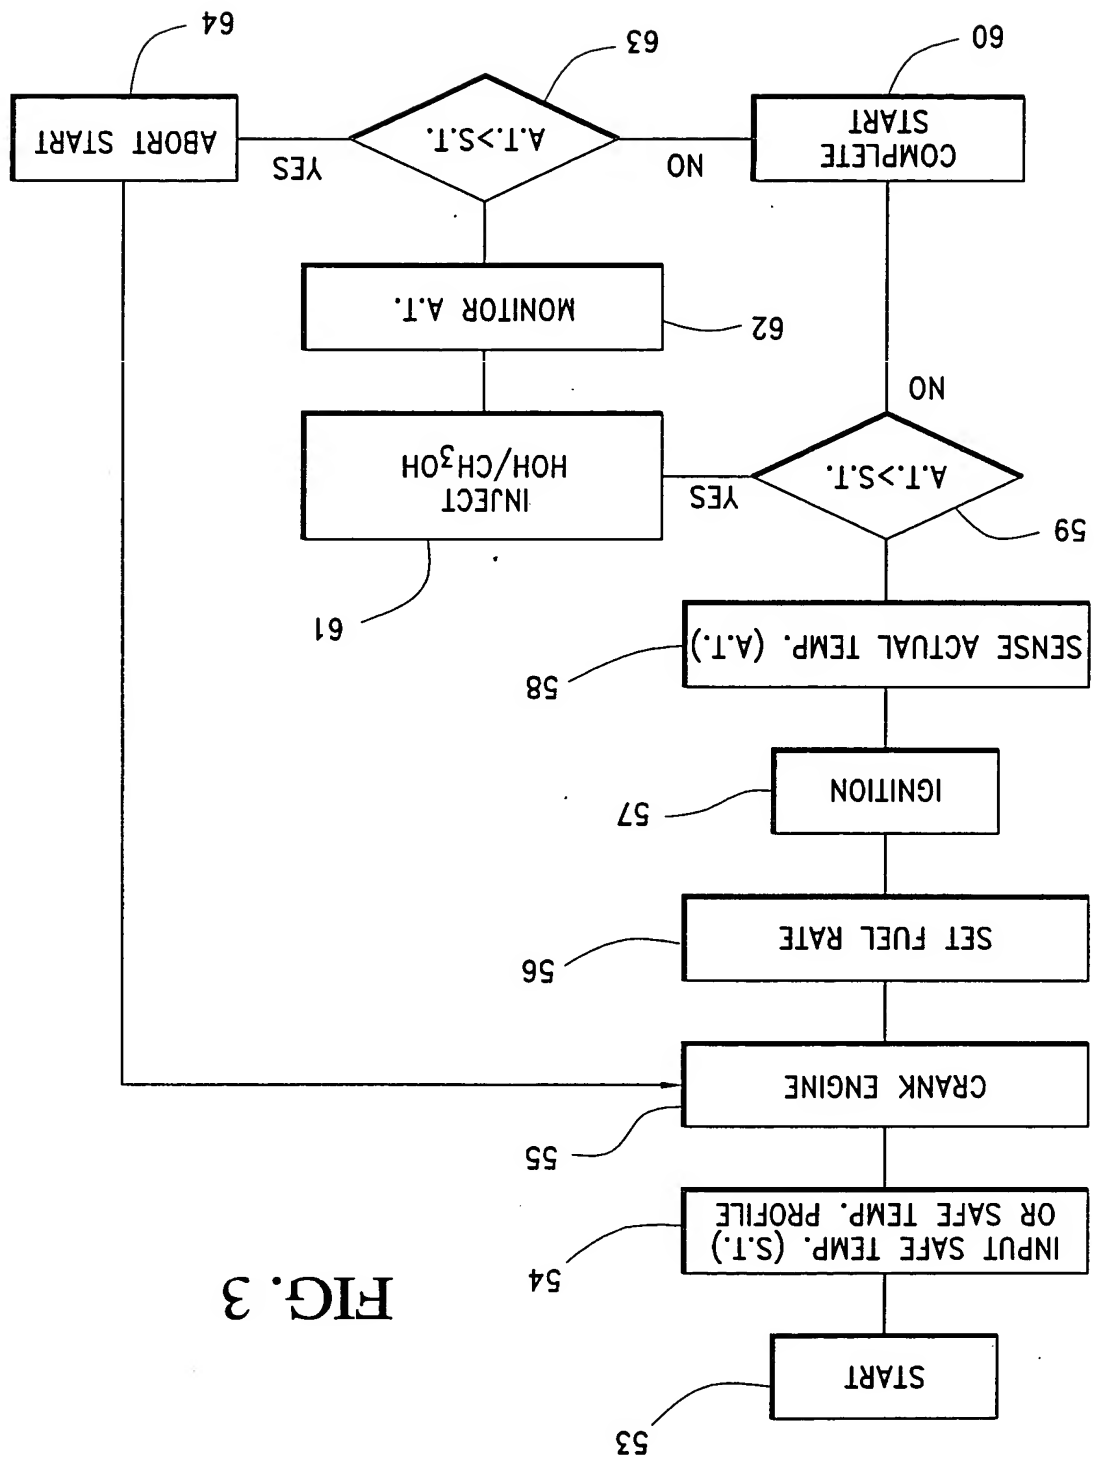 START
53
FIG. 3
INPUT SAFE TEMP. (S.T.)
OR SAFE TEMP. PROFILE
54
CRANK ENGINE
55
SET FUEL RATE
56
IGNITION
57
SENSE ACTUAL TEMP. (A.T.)
58
A.T.>S.T.
59
YES
NO
INJECT
HOH/CH3OH
61
MONITOR A.T.
62
COMPLETE
START
60
NO
A.T.>S.T.
63
YES
ABORT START
64